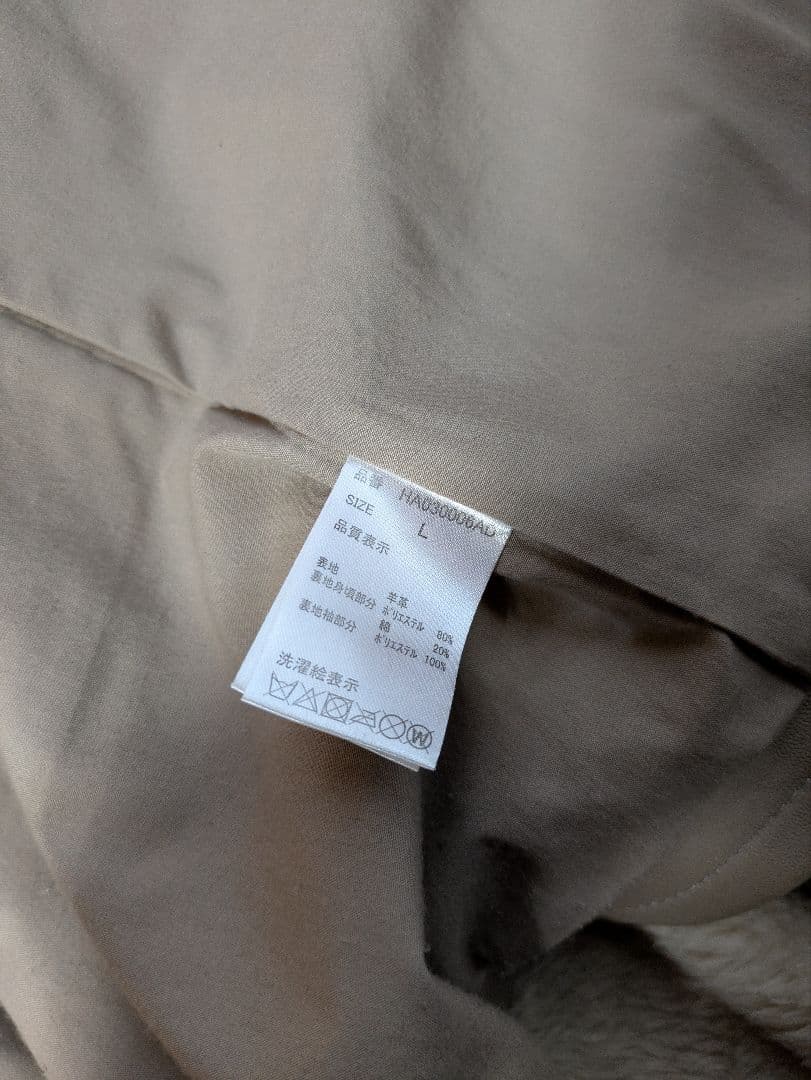 品番 HA030006AD
SIZE L
品質表示
表地 羊革
裏地身頃部分 ポリエステル 80%
綿 20%
裏地袖部分 ポリエステル 100%
洗濯絵表示
W